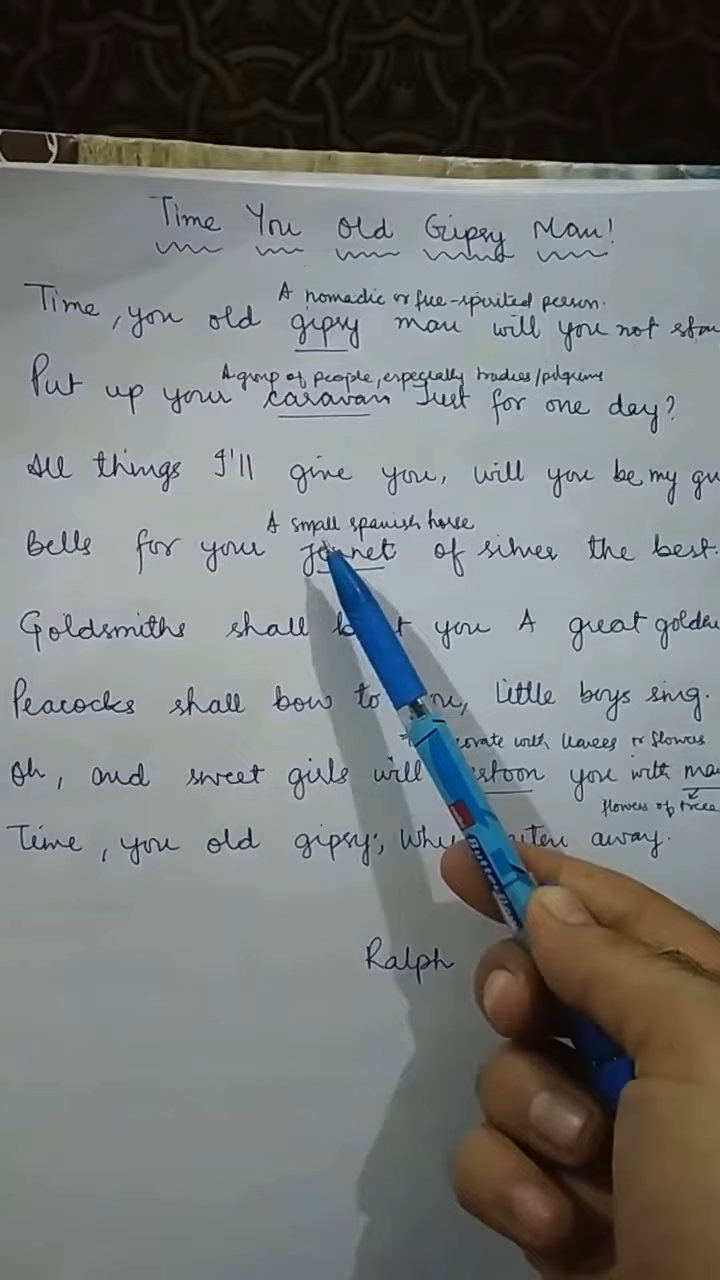 Time You Old Gipsy Man!
A nomadic or free-spirited person.
Time, you old gipsy man will you not
A group of people, especially trades/pilgrims
Put up your caravan Just for one day?
All things I'll give you, will you be my
A small spanish horse
Bells for your jennet of silver the best.
Goldsmiths shall you A great
Peacocks shall bow to Little boys sing.
with leaves or flowers
Oh, and sweet girls will you with
flowers of tree
Time, you old gipsy, away.
Ralph